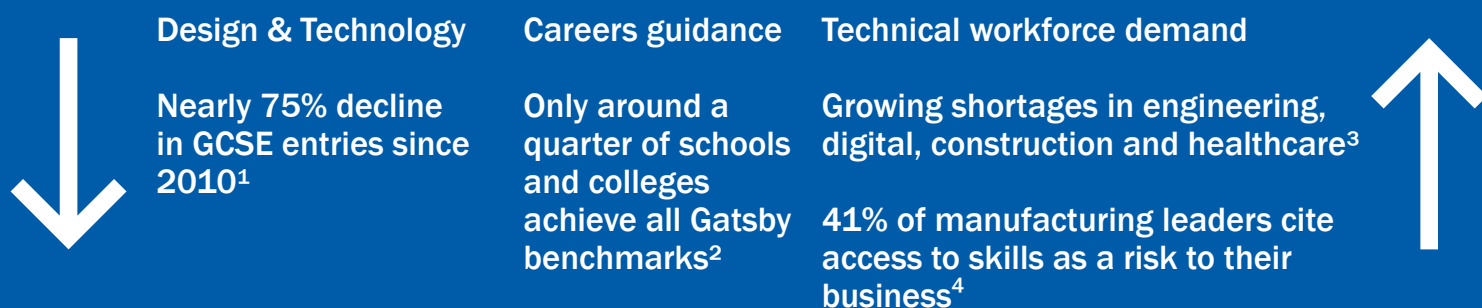 Design & Technology
Nearly 75% decline
in GCSE entries since
2010¹
Careers guidance
Only around a
quarter of schools
and colleges
achieve all Gatsby
benchmarks²
Technical workforce demand
Growing shortages in engineering,
digital, construction and healthcare³
41% of manufacturing leaders cite
access to skills as a risk to their
business⁴